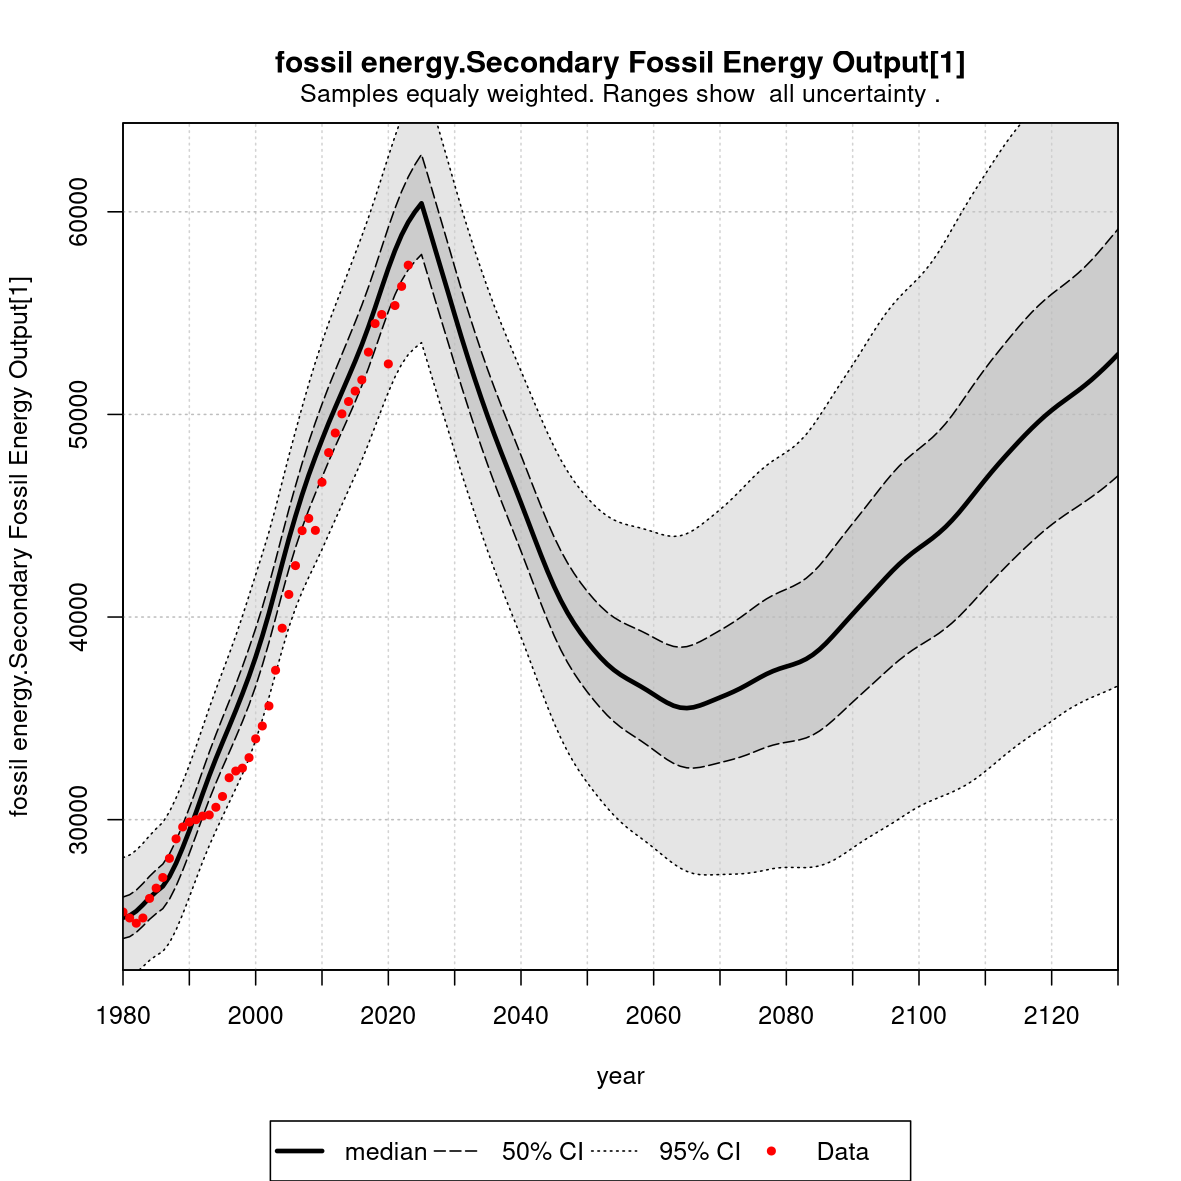 fossil energy.Secondary Fossil Energy Output[1]
Samples equaly weighted. Ranges show  all uncertainty .
fossil energy.Secondary Fossil Energy Output[1]
60000
50000
40000
30000
1980 2000 2020 2040 2060 2080 2100 2120
year
median 50% CI 95% CI Data